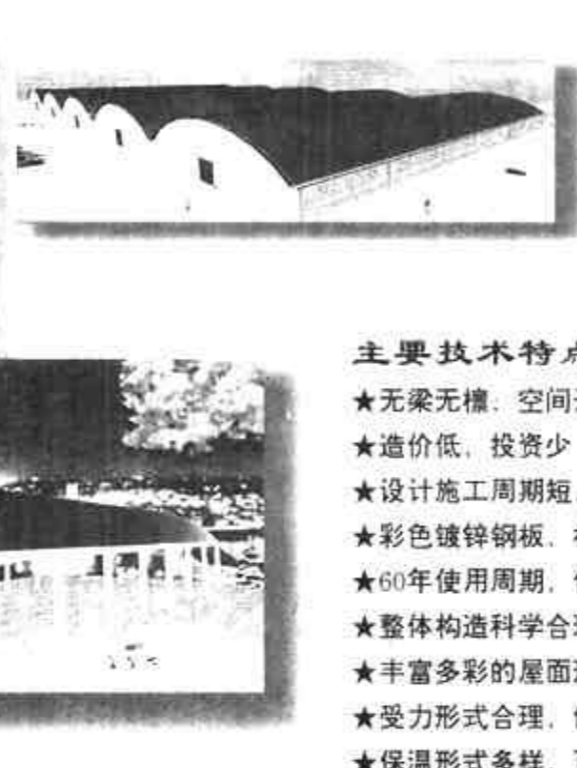 主要技术特点
★无梁无檩、空间
★造价低、投资少
★设计施工周期短
★彩色镀锌钢板、
★60年使用周期、
★整体构造科学合理
★丰富多彩的屋面
★受力形式合理、
★保温形式多样、